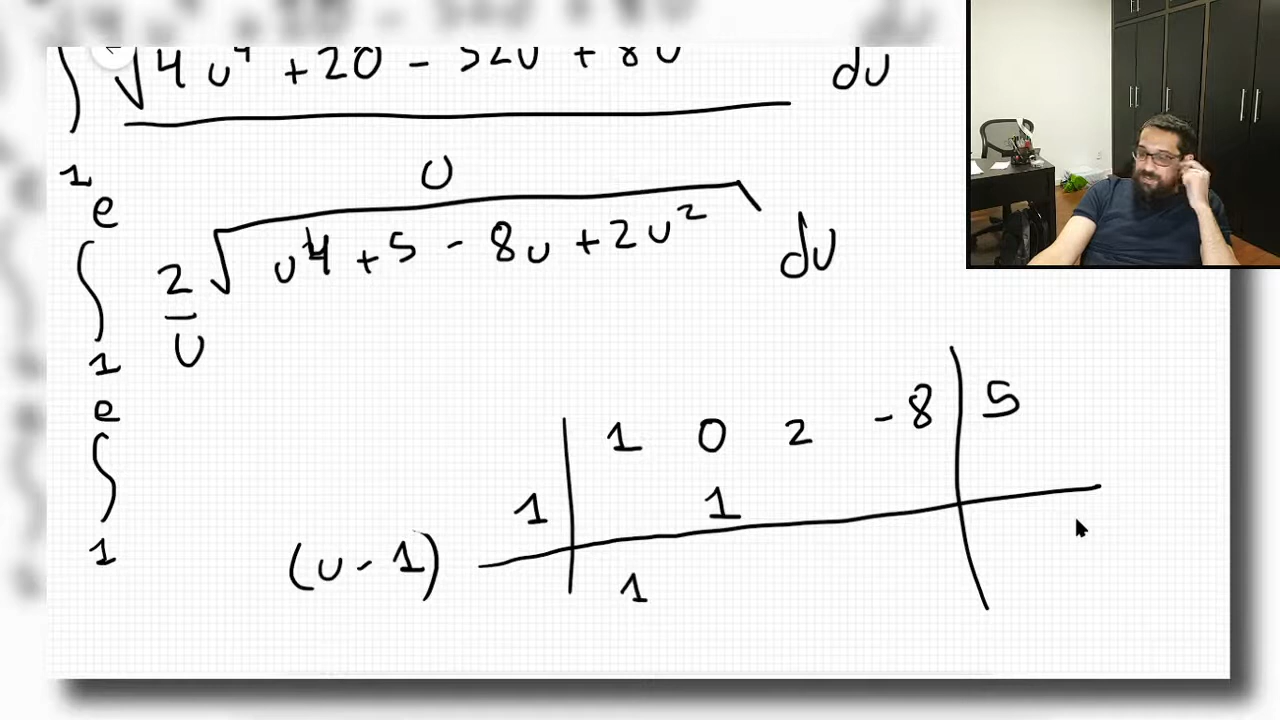 ∫ √4u⁴ + 20 - 32u + 8u du
1 u
e
∫ 2/u √u⁴ + 5 - 8u + 2u² du
1
e
∫
1
1 0 2 -8 | 5
1 | 1
(u - 1)
1